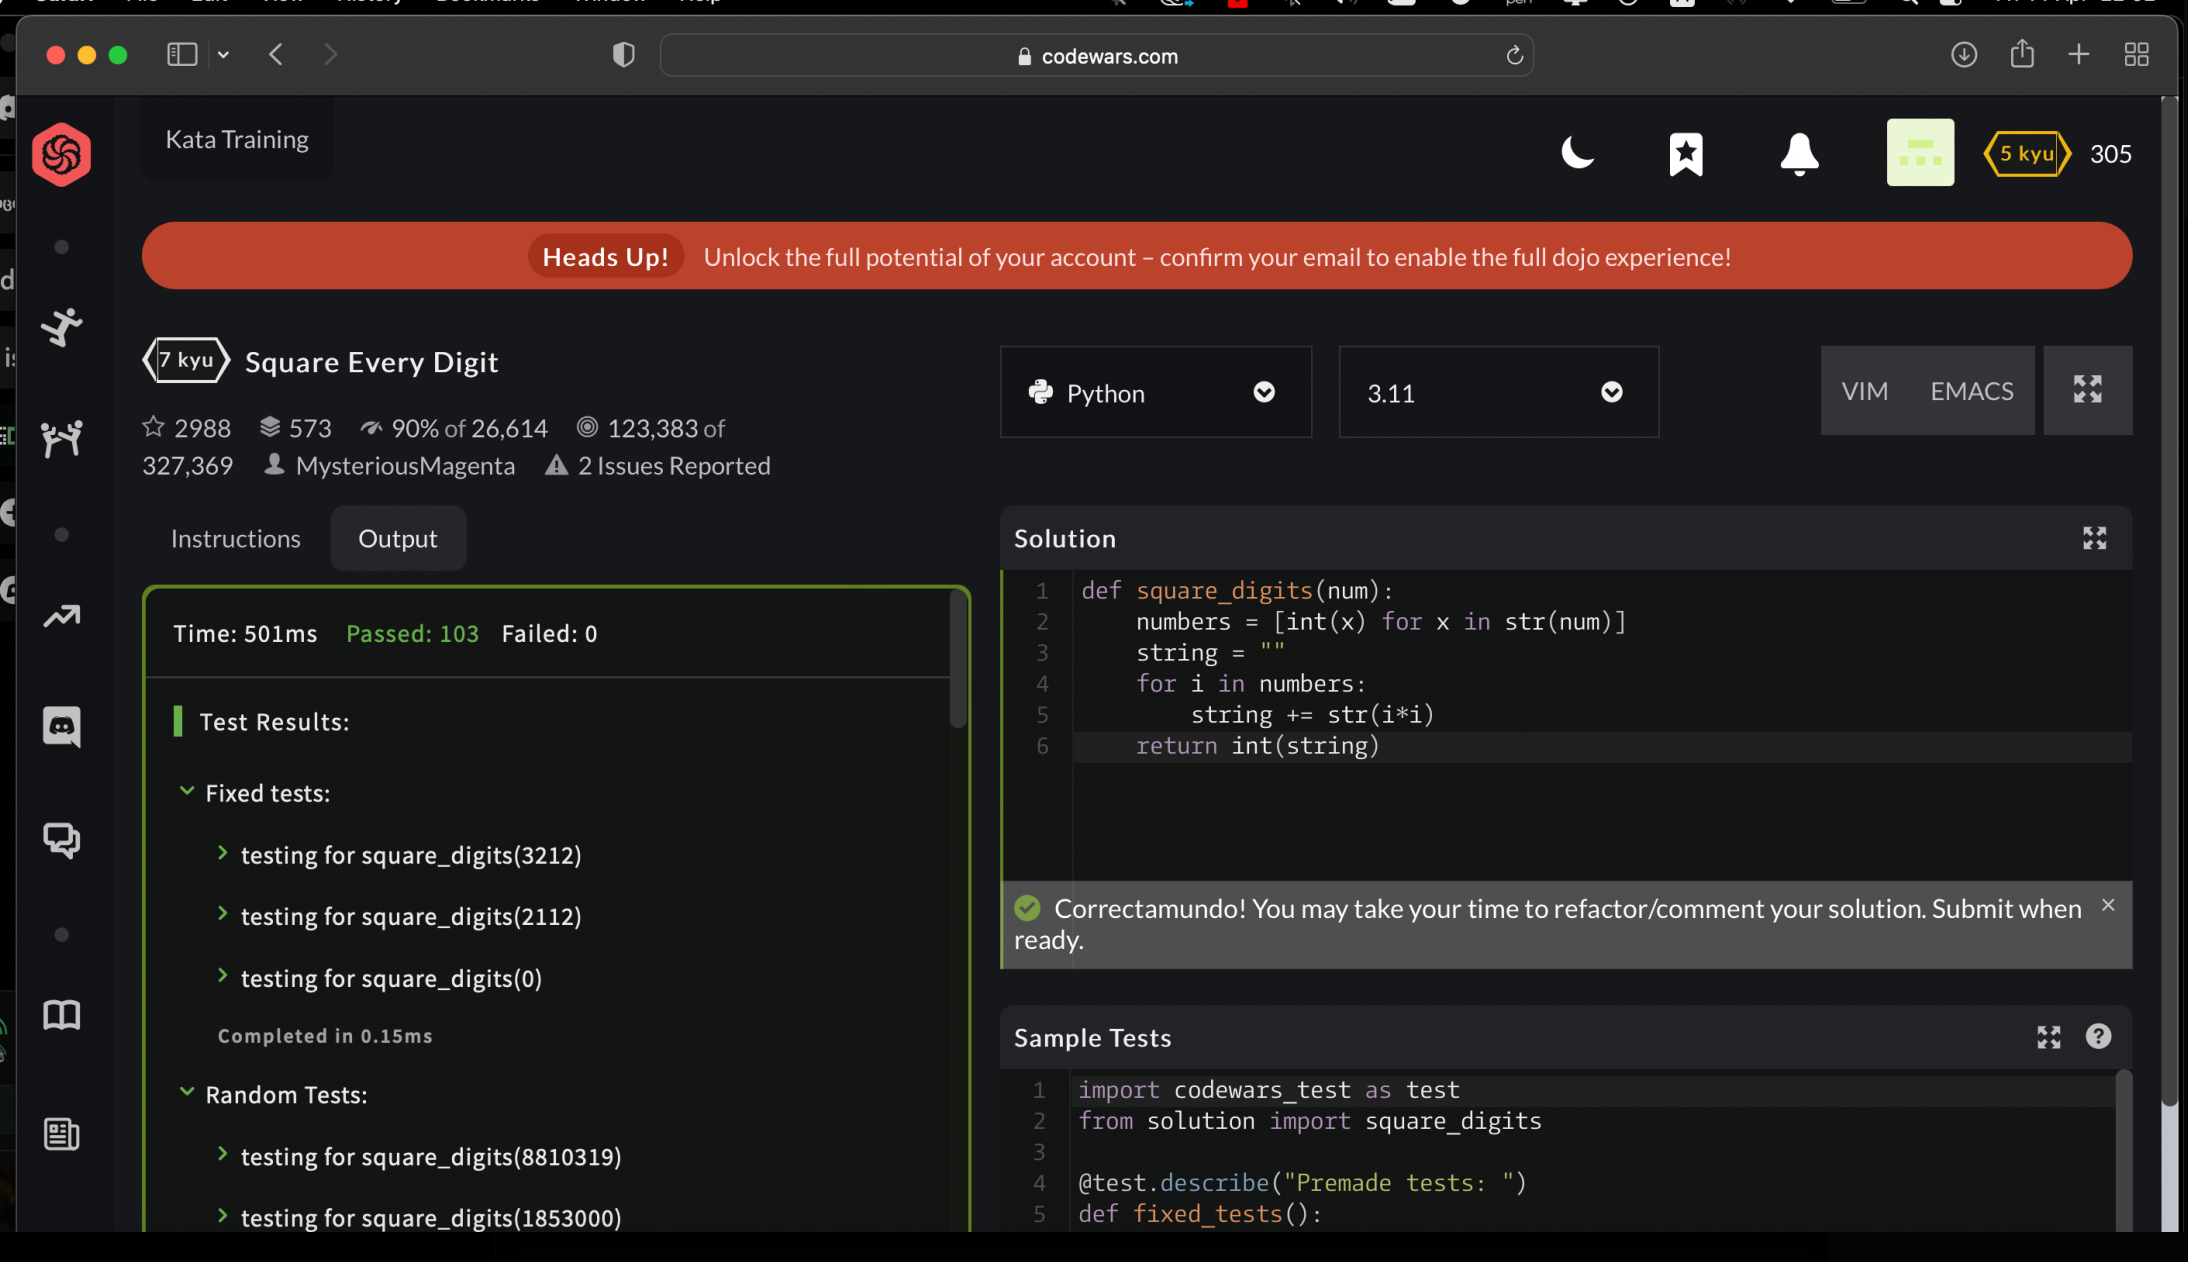 codewars.com
Kata Training
5 kyu 305
Heads Up! Unlock the full potential of your account – confirm your email to enable the full dojo experience!
7 kyu Square Every Digit
2988 573 90% of 26,614 123,383 of
327,369 MysteriousMagenta 2 Issues Reported
Python
3.11
VIM EMACS
Instructions Output
Time: 501ms Passed: 103 Failed: 0
Test Results:
Fixed tests:
testing for square_digits(3212)
testing for square_digits(2112)
testing for square_digits(0)
Completed in 0.15ms
Random Tests:
testing for square_digits(8810319)
testing for square_digits(1853000)
Solution
1 def square_digits(num):
2     numbers = [int(x) for x in str(num)]
3     string = ""
4     for i in numbers:
5         string += str(i*i)
6     return int(string)
Correctamundo! You may take your time to refactor/comment your solution. Submit when
ready.
Sample Tests
1 import codewars_test as test
2 from solution import square_digits
3
4 @test.describe("Premade tests: ")
5 def fixed_tests():